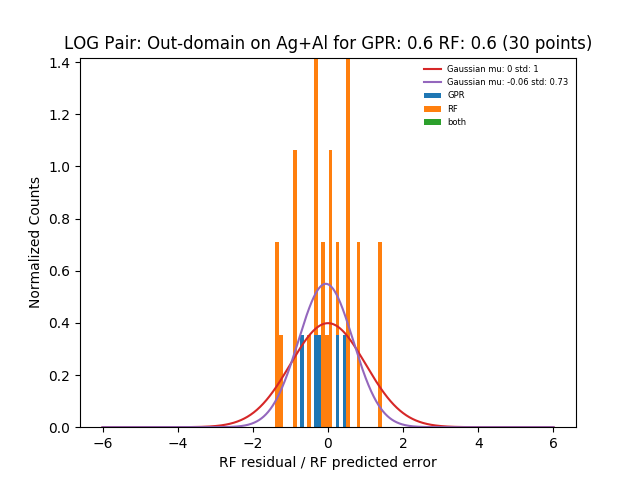 LOG Pair: Out-domain on Ag+Al for GPR: 0.6 RF: 0.6 (30 points)
Gaussian mu: 0 std: 1
Gaussian mu: -0.06 std: 0.73
GPR
RF
both
Normalized Counts
1.4
1.2
1.0
0.8
0.6
0.4
0.2
0.0
−6 −4 −2 0 2 4 6
RF residual / RF predicted error